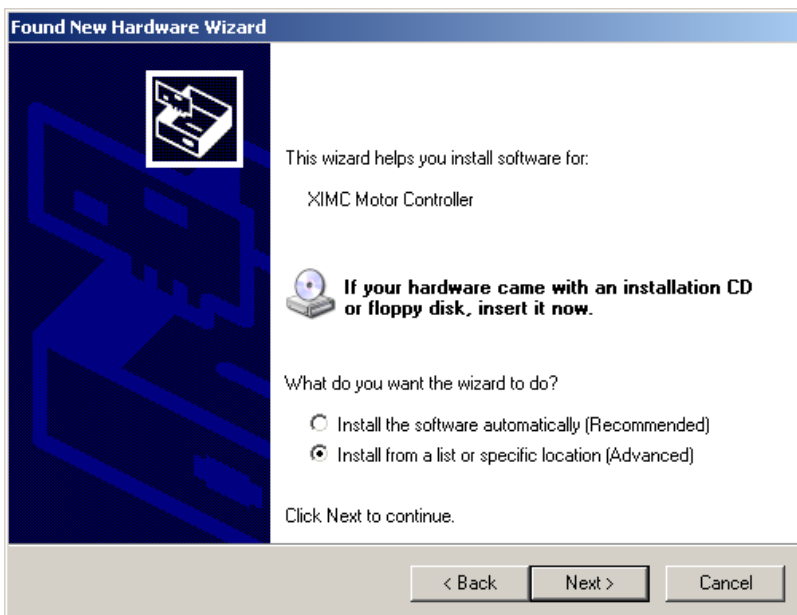 Found New Hardware Wizard
This wizard helps you install software for:
XIMC Motor Controller
If your hardware came with an installation CD
or floppy disk, insert it now.
What do you want the wizard to do?
Install the software automatically (Recommended)
Install from a list or specific location (Advanced)
Click Next to continue.
< Back
Next >
Cancel